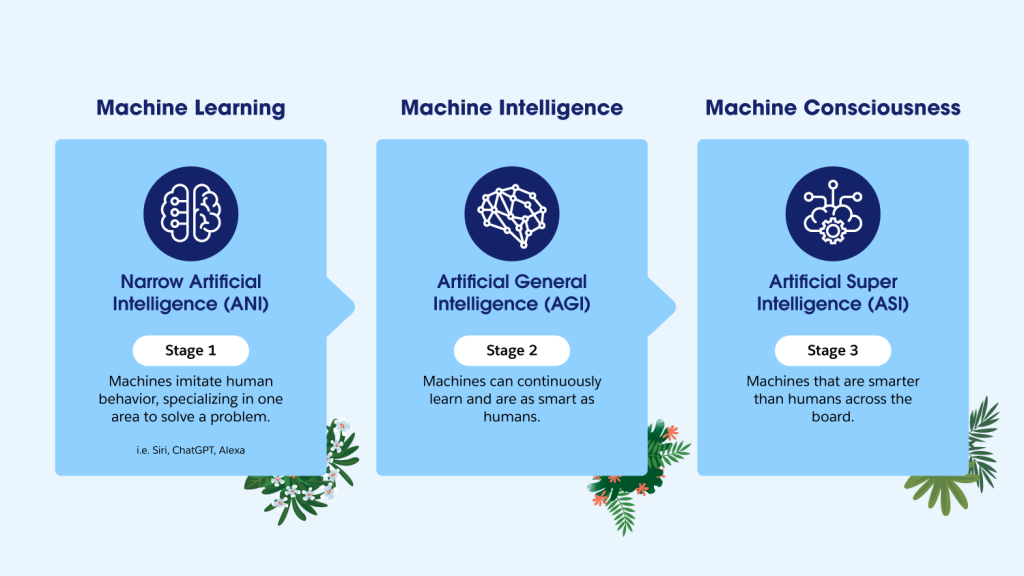 Machine Learning
Machine Intelligence
Machine Consciousness
Narrow Artificial
Intelligence (ANI)
Stage 1
Machines imitate human
behavior, specializing in one
area to solve a problem.
i.e. Siri, ChatGPT, Alexa
Artificial General
Intelligence (AGI)
Stage 2
Machines can continuously
learn and are as smart as
humans.
Artificial Super
Intelligence (ASI)
Stage 3
Machines that are smarter
than humans across the
board.